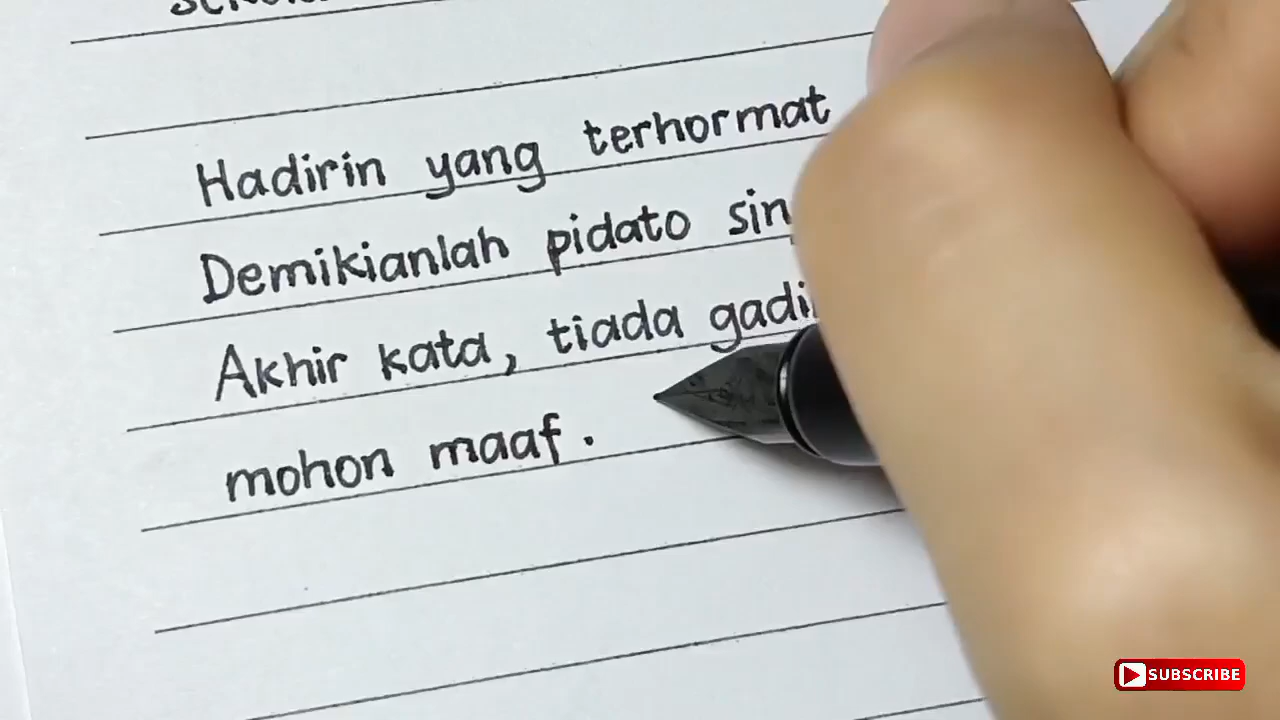 Hadirin yang terhormat
Demikianlah pidato
Akhir kata, tiada
mohon maaf.
SUBSCRIBE